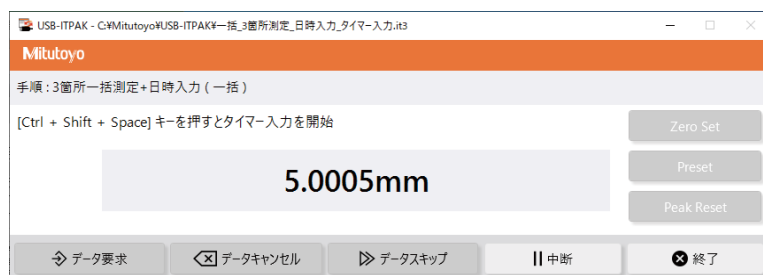 USB-ITPAK - C:¥Mitutoyo¥USB-ITPAK¥一括_3箇所測定_日時入力_タイマー入力.it3
Mitutoyo
手順 : 3箇所一括測定+日時入力 ( 一括 )
[Ctrl + Shift + Space] キーを押すとタイマー入力を開始
Zero Set
5.0005mm
Preset
Peak Reset
データ要求 データキャンセル データスキップ 中断 終了